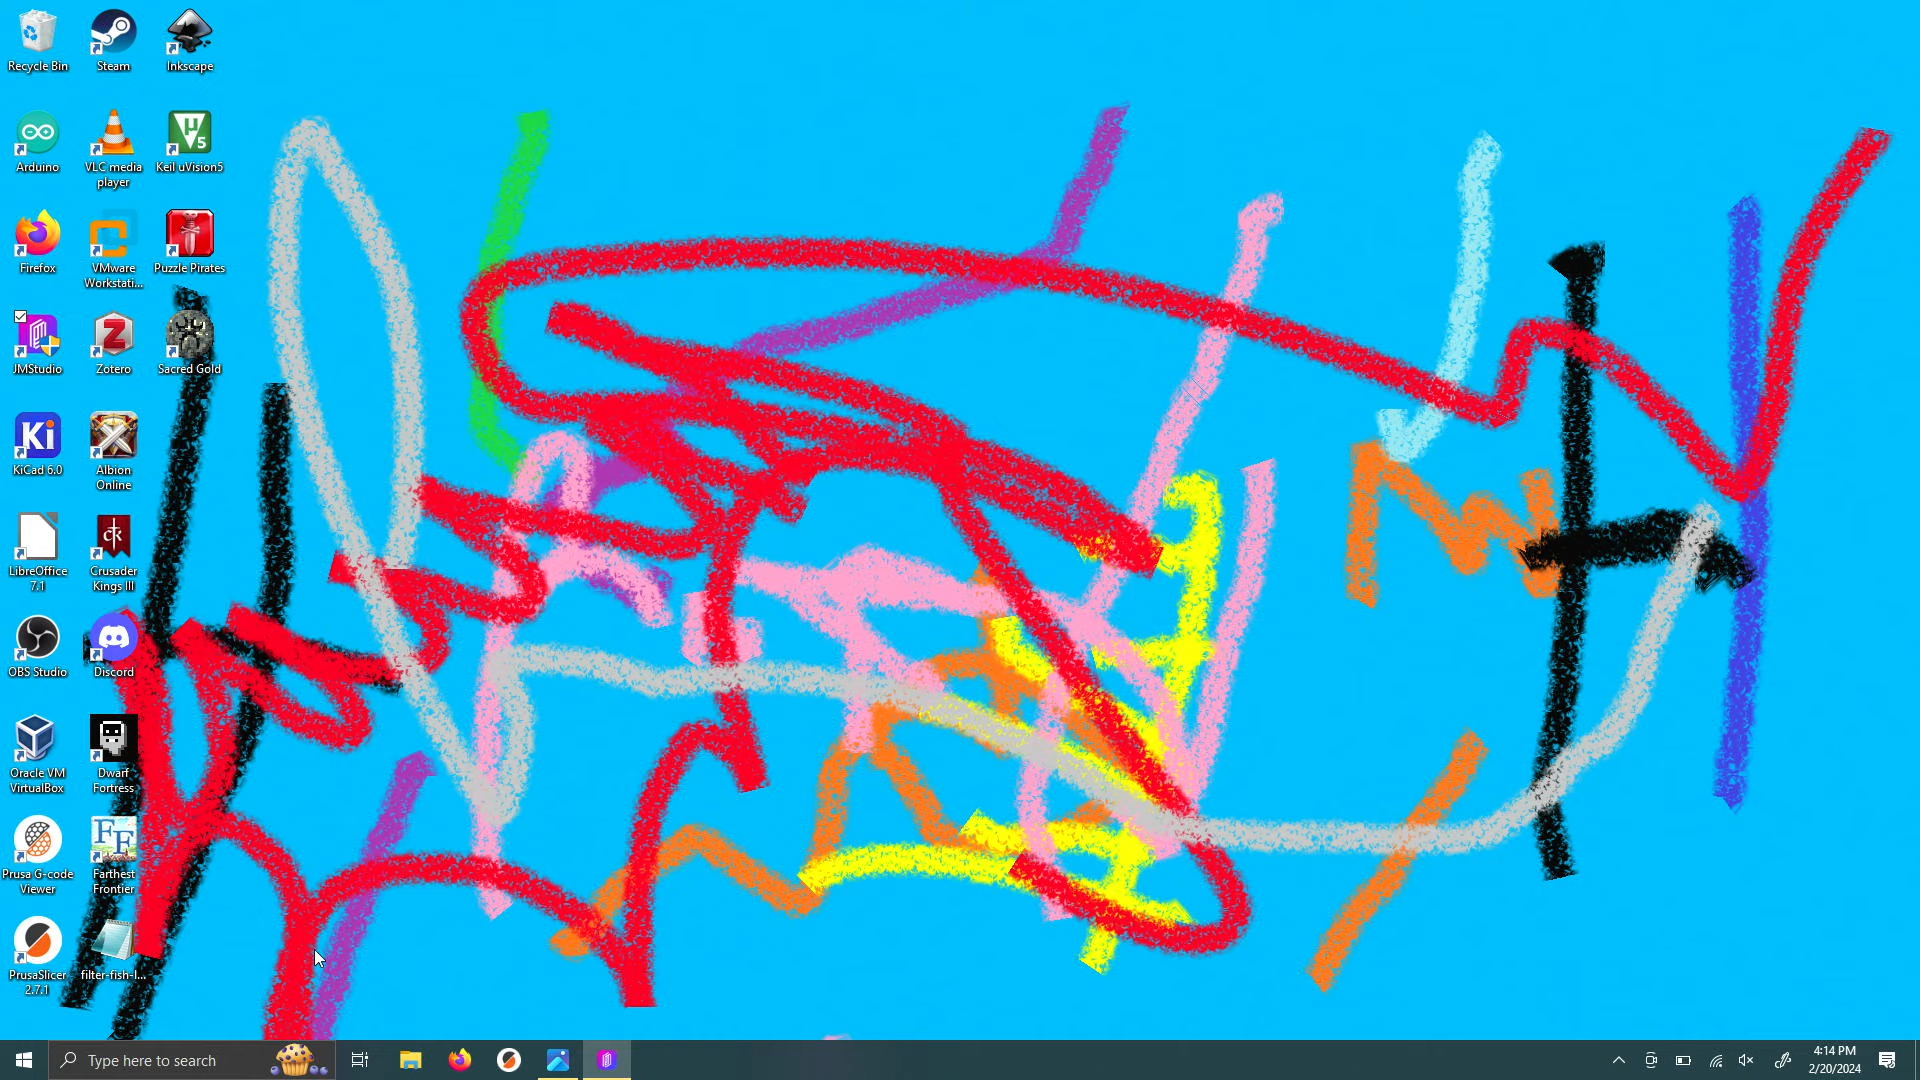 Recycle Bin
Steam
Inkscape
Arduino
VLC media
player
Keil uVision5
Firefox
VMware
Workstati...
Puzzle Pirates
JMStudio
Zotero
Sacred Gold
KiCad 6.0
Albion
Online
LibreOffice
7.1
Crusader
Kings III
OBS Studio
Discord
Oracle VM
VirtualBox
Dwarf
Fortress
Prusa G-code
Viewer
Farthest
Frontier
PrusaSlicer
2.7.1
filter-fish-l...
Type here to search
4:14 PM
2/20/2024